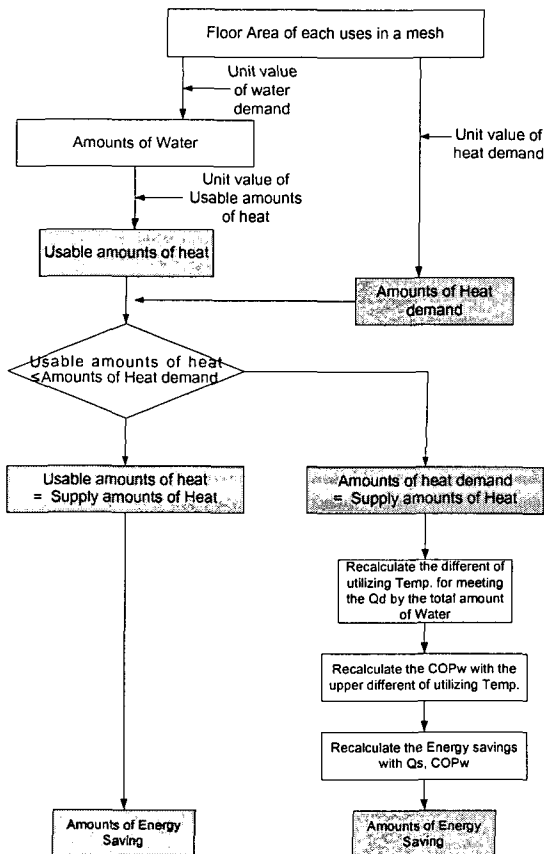 Floor Area of each uses in a mesh
Unit value
of water
demand
Amounts of Water
Unit value of
heat demand
Unit value of
Usable amounts
of heat
Usable amounts of heat
Amounts of Heat
demand
Usable amounts of heat
≤Amounts of Heat demand
Usable amounts of heat
= Supply amounts of Heat
Amounts of heat demand
= Supply amounts of Heat
Recalculate the different of
utilizing Temp. for meeting
the Qd by the total amount
of Water
Recalculate the COPw with the
upper different of utilizing Temp.
Recalculate the Energy savings
with Qs, COPw
Amounts of Energy
Saving
Amounts of Energy
Saving